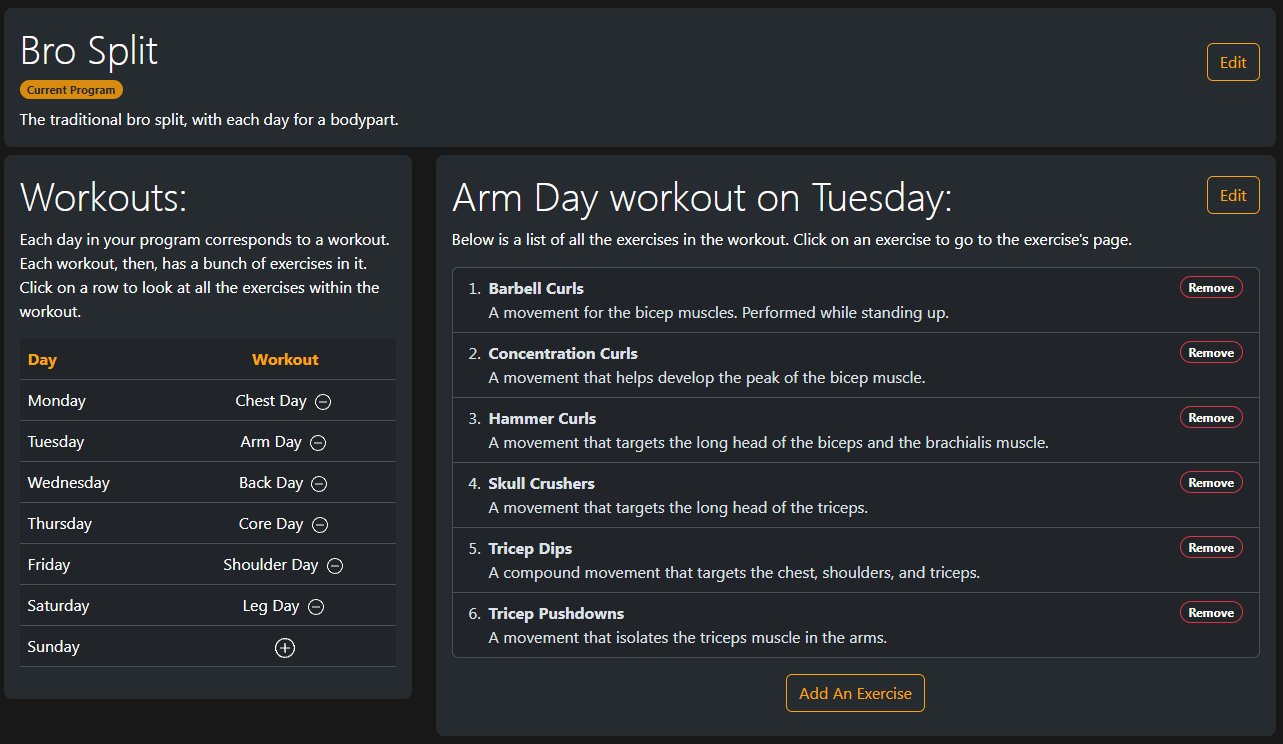 Bro Split
Edit
Current Program
The traditional bro split, with each day for a bodypart.
Workouts:
Each day in your program corresponds to a workout.
Each workout, then, has a bunch of exercises in it.
Click on a row to look at all the exercises within the
workout.
Day Workout
Monday Chest Day
Tuesday Arm Day
Wednesday Back Day
Thursday Core Day
Friday Shoulder Day
Saturday Leg Day
Sunday
Arm Day workout on Tuesday:
Edit
Below is a list of all the exercises in the workout. Click on an exercise to go to the exercise's page.
1. Barbell Curls Remove
A movement for the bicep muscles. Performed while standing up.
2. Concentration Curls Remove
A movement that helps develop the peak of the bicep muscle.
3. Hammer Curls Remove
A movement that targets the long head of the biceps and the brachialis muscle.
4. Skull Crushers Remove
A movement that targets the long head of the triceps.
5. Tricep Dips Remove
A compound movement that targets the chest, shoulders, and triceps.
6. Tricep Pushdowns Remove
A movement that isolates the triceps muscle in the arms.
Add An Exercise